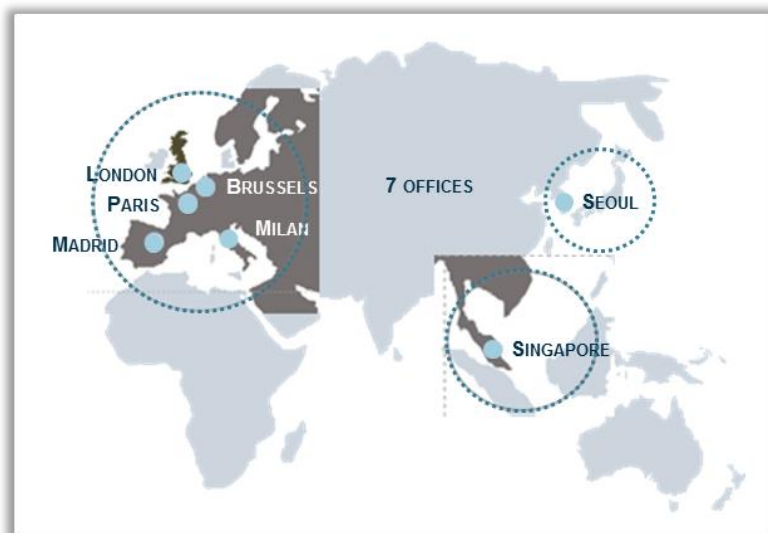 LONDON
BRUSSELS
PARIS
MILAN
MADRID
7 OFFICES
SEOUL
SINGAPORE